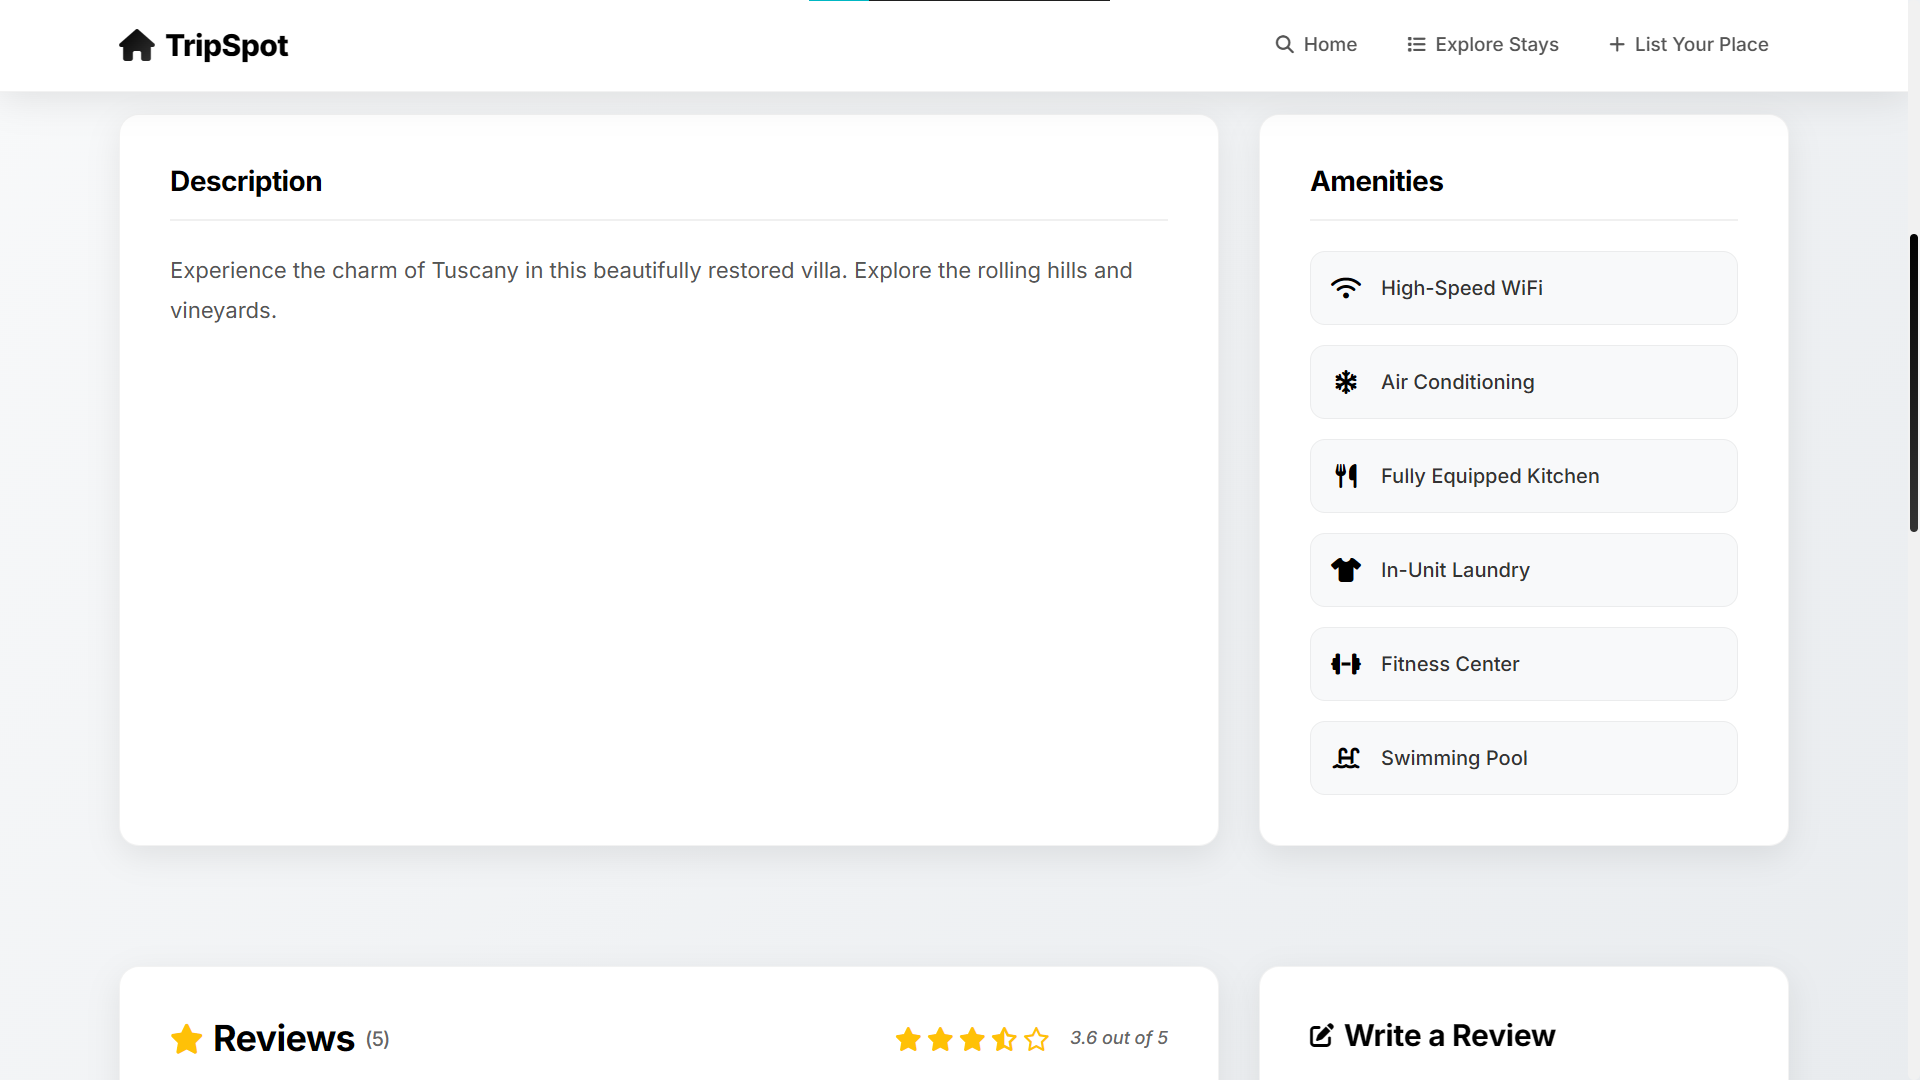 TripSpot
Home
Explore Stays
List Your Place
Description
Experience the charm of Tuscany in this beautifully restored villa. Explore the rolling hills and
vineyards.
Amenities
High-Speed WiFi
Air Conditioning
Fully Equipped Kitchen
In-Unit Laundry
Fitness Center
Swimming Pool
Reviews (5)
3.6 out of 5
Write a Review